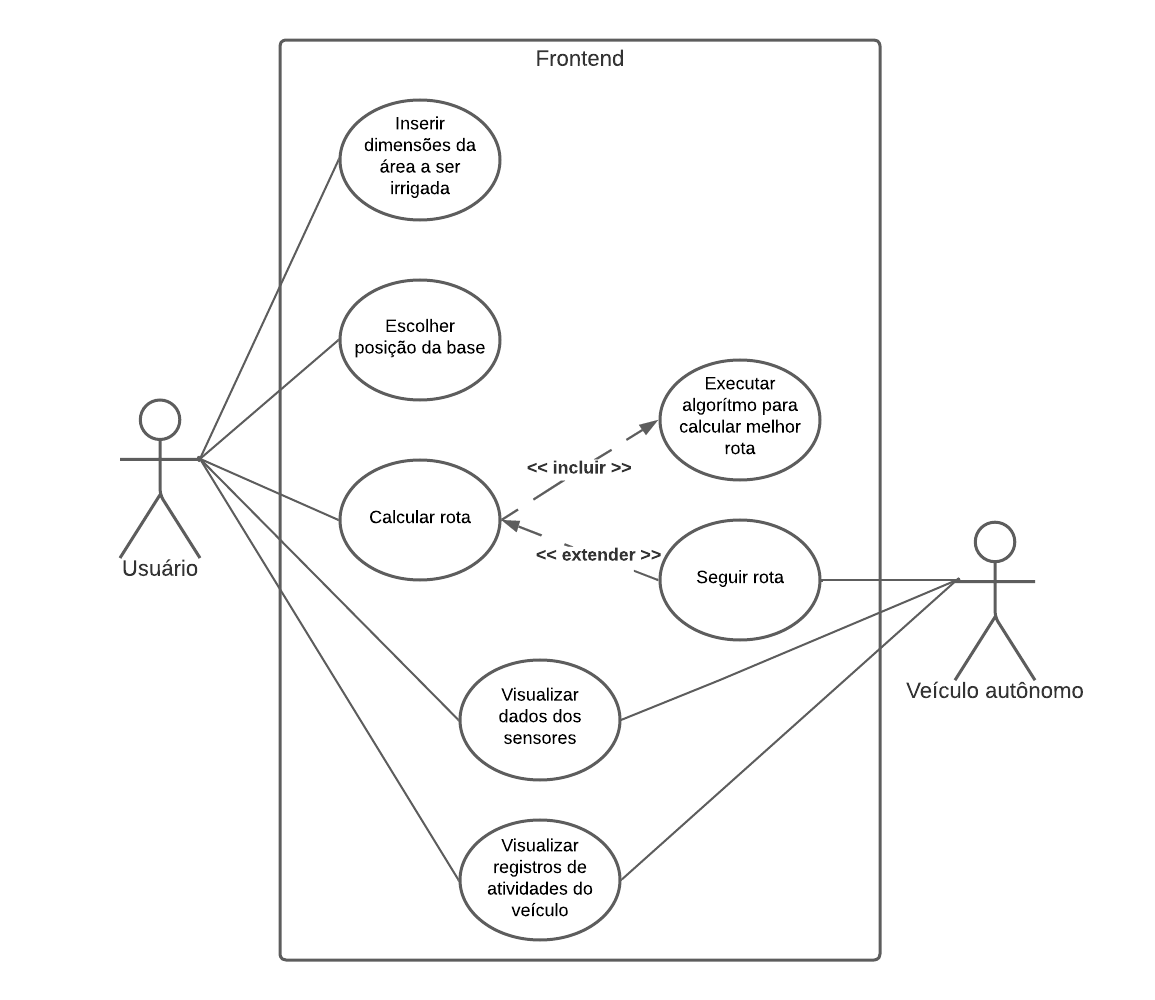 Frontend
Inserir
dimensões da
área a ser
irrigada
Escolher
posição da base
Executar
algorítmo para
calcular melhor
rota
<< incluir >>
Calcular rota
<< extender >>
Seguir rota
Usuário
Veículo autônomo
Visualizar
dados dos
sensores
Visualizar
registros de
atividades do
veículo